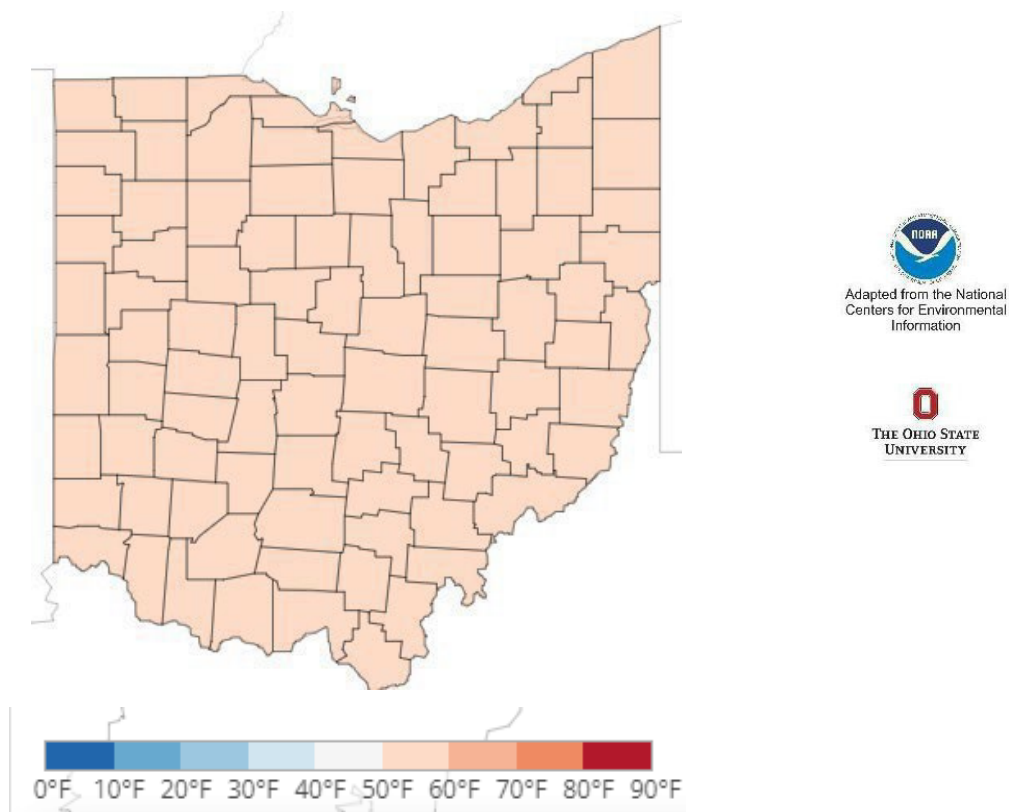 NOAA
Adapted from the National
Centers for Environmental
Information
THE OHIO STATE
UNIVERSITY
0°F 10°F 20°F 30°F 40°F 50°F 60°F 70°F 80°F 90°F